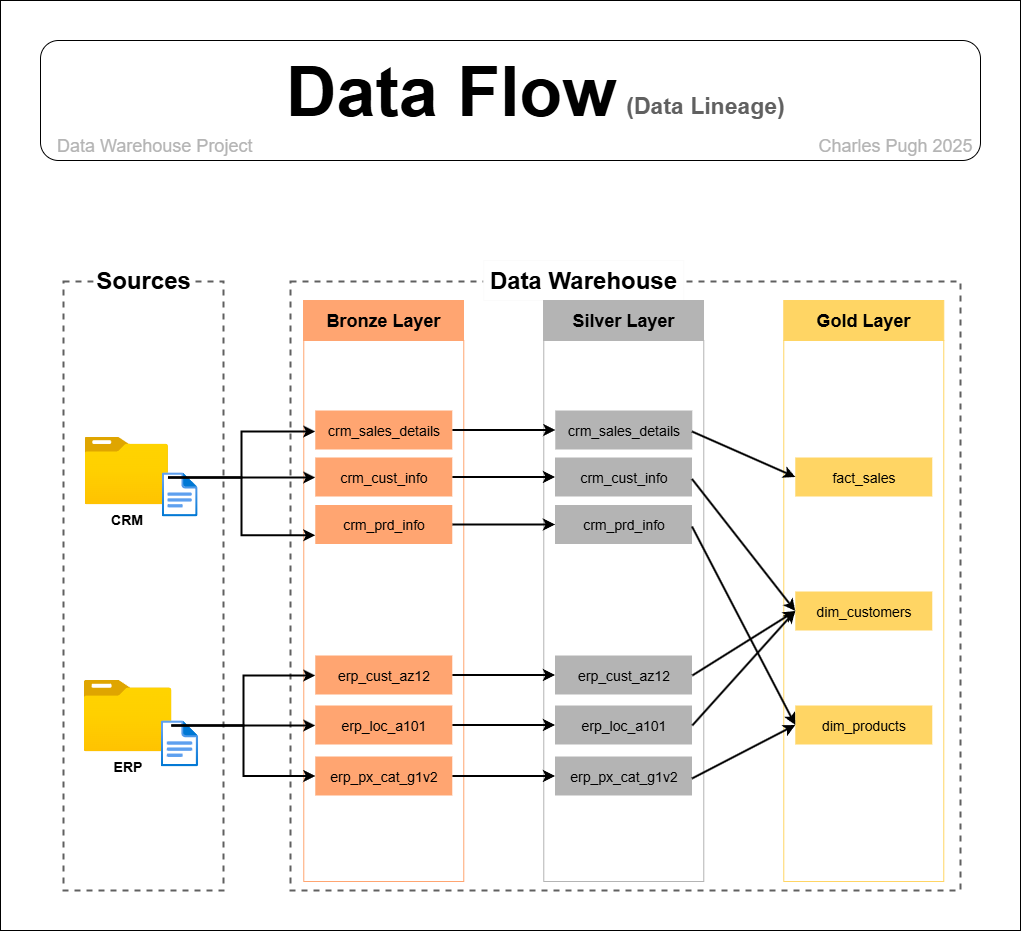 Data Flow (Data Lineage)
Data Warehouse Project
Charles Pugh 2025
Sources
Data Warehouse
Bronze Layer
Silver Layer
Gold Layer
CRM
ERP
crm_sales_details
crm_cust_info
crm_prd_info
erp_cust_az12
erp_loc_a101
erp_px_cat_g1v2
crm_sales_details
crm_cust_info
crm_prd_info
erp_cust_az12
erp_loc_a101
erp_px_cat_g1v2
fact_sales
dim_customers
dim_products